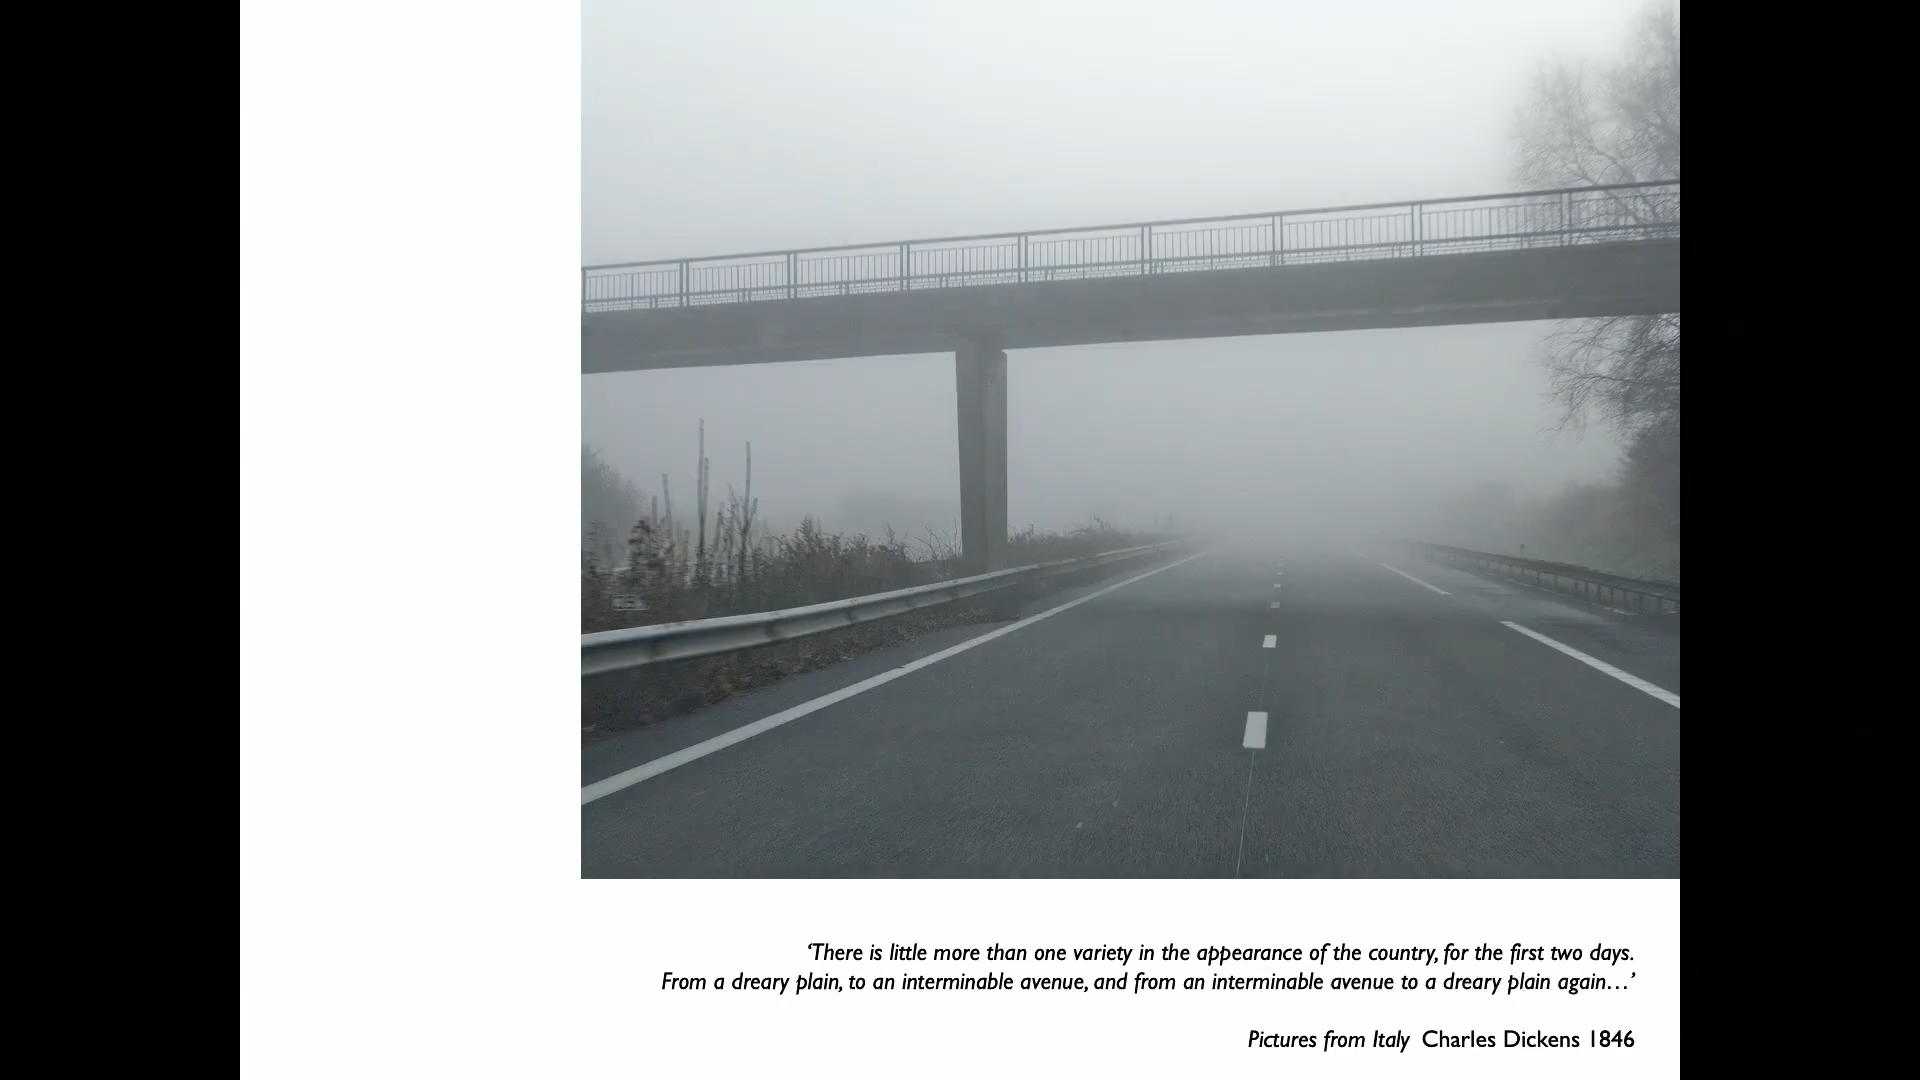 ‘There is little more than one variety in the appearance of the country, for the first two days.
From a dreary plain, to an interminable avenue, and from an interminable avenue to a dreary plain again…’
Pictures from Italy  Charles Dickens 1846